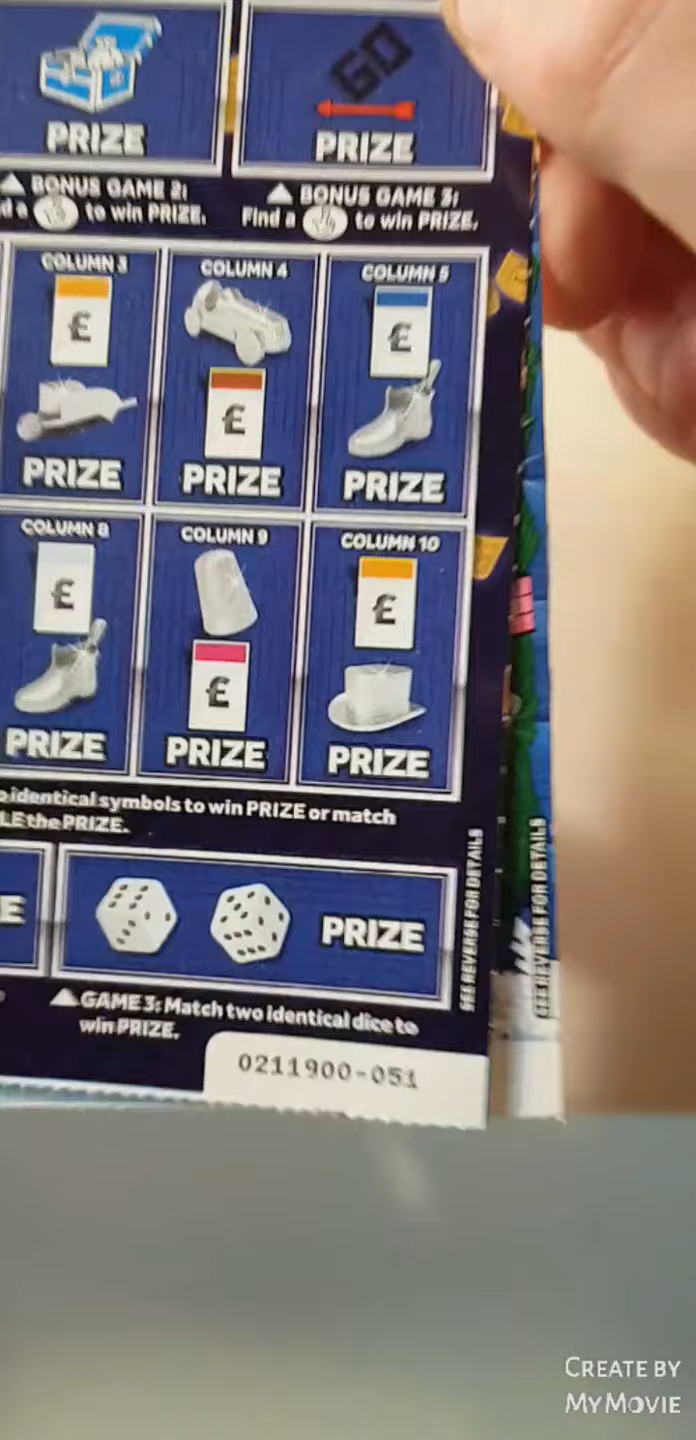 GO
PRIZE
PRIZE
BONUS GAME 2:
to win PRIZE.
BONUS GAME 3:
Find a to win PRIZE.
COLUMN 3
£
PRIZE
COLUMN 4
£
PRIZE
COLUMN 5
£
PRIZE
COLUMN 8
£
PRIZE
COLUMN 9
£
PRIZE
COLUMN 10
£
PRIZE
identical symbols to win PRIZE or match
LE the PRIZE.
E
PRIZE
GAME 3: Match two identical dice to
win PRIZE.
SEE REVERSE FOR DETAILS
SEE REVERSE FOR DETAILS
0211900-051
CREATE BY
MYMOVIE